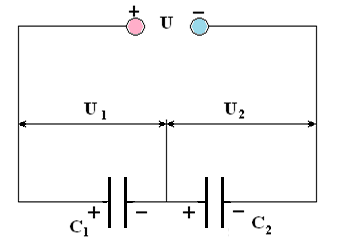 + U −
U1 U2
C1 + − + − C2